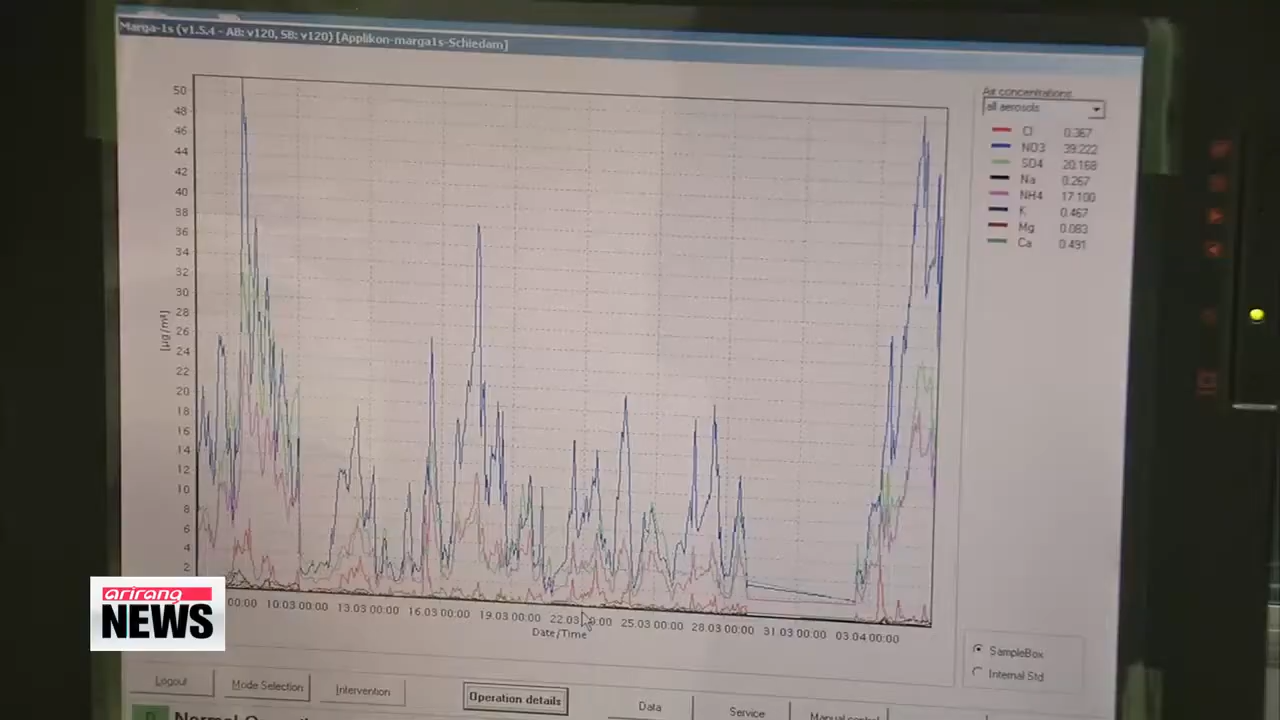 Marga-1s (v1.5.4 - AB: v120, SB: v120) [Applikon-marga1s-Schiedam]
Air concentrations
all aerosols
Cl 0.367
NO3 39.222
SO4 20.168
Na 0.267
NH4 17.100
K 0.467
Mg 0.083
Ca 0.491
50
48
46
44
42
40
38
36
34
32
30
28
26
24
22
20
18
16
14
12
10
8
6
4
2
[µg/m³]
00:00 10.03 00:00 13.03 00:00 16.03 00:00 19.03 00:00 22.03 00:00 25.03 00:00 28.03 00:00 31.03 00:00 03.04 00:00
Date/Time
SampleBox
Internal Std
arirang
NEWS
Logout Mode Selection Intervention Operation details Data Service Manual control
Normal